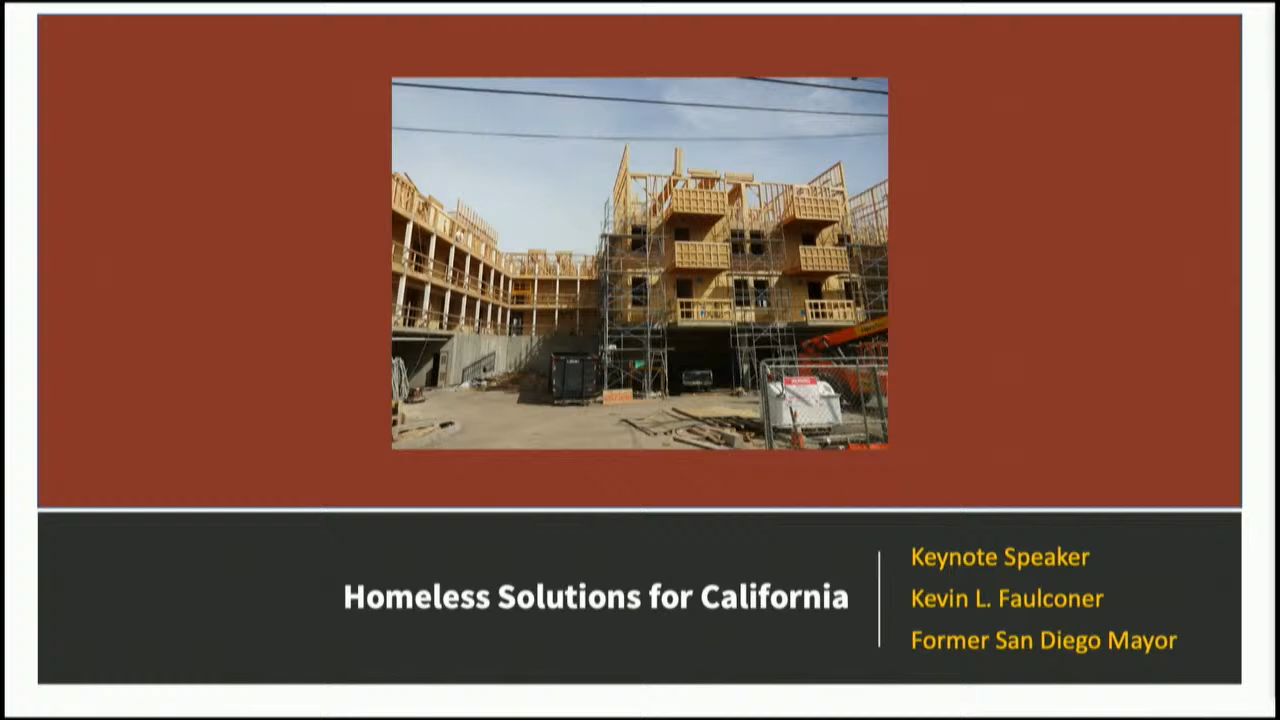 Homeless Solutions for California
Keynote Speaker
Kevin L. Faulconer
Former San Diego Mayor